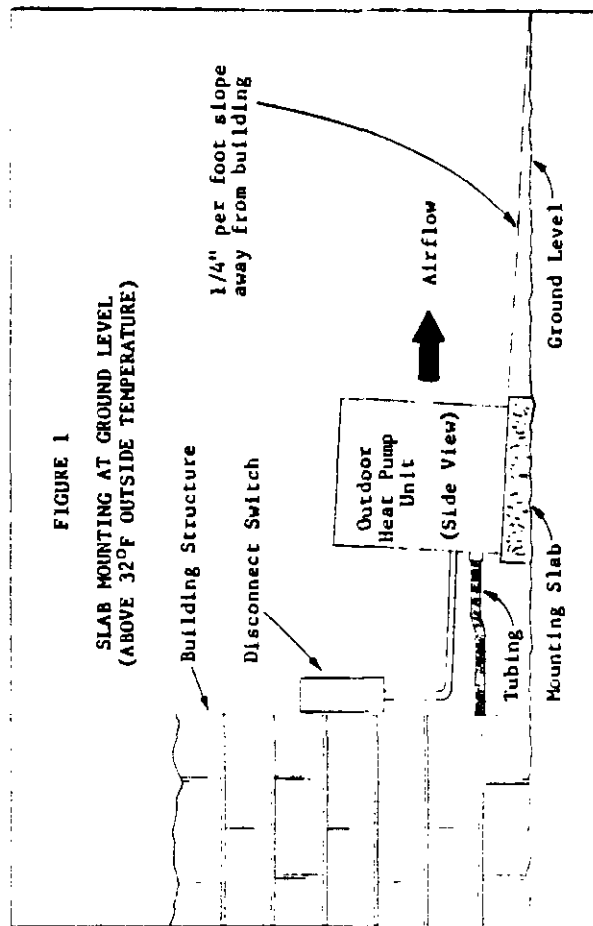 FIGURE 1
SLAB MOUNTING AT GROUND LEVEL
(ABOVE 32°F OUTSIDE TEMPERATURE)
Building Structure
Disconnect Switch
1/4" per foot slope
away from building
Airflow
Outdoor
Heat Pump
Unit
(Side View)
Tubing
Mounting Slab
Ground Level